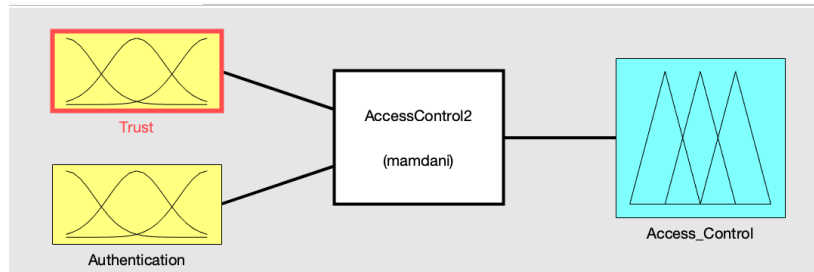 Trust
AccessControl2
(mamdani)
Authentication
Access_Control